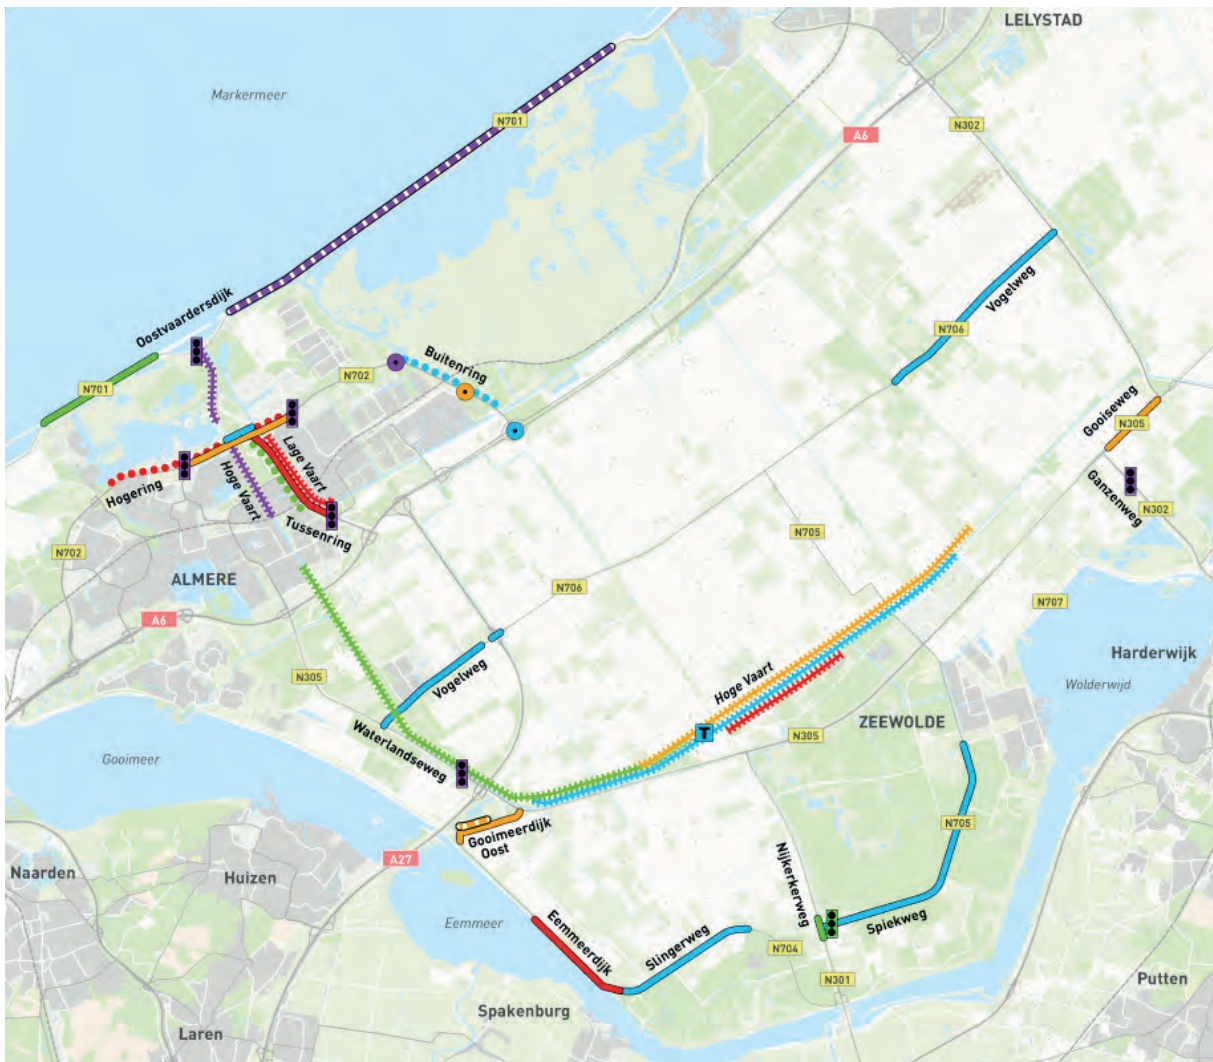 LELYSTAD
Markermeer
N701
N302
A6
Oostvaardersdijk
Vogelweg
N706
Buitenring
N702
N701
Gooiseweg
N305
Lage Vaart
Hogering
Hoge Vaart
Ganzenweg
N302
Tussenring
N705
N702
ALMERE
N706
N707
A6
Harderwijk
N305
Vogelweg
Hoge Vaart
Wolderwijd
ZEEWOLDE
Waterlandseweg
N305
Gooimeer
N705
Gooimeerdijk
Oost
A27
Naarden
Huizen
Nijkerkerweg
Eemmeer
Spiekweg
Eemmeerdijk
Slingerweg
N704
N301
Putten
Spakenburg
Laren
T